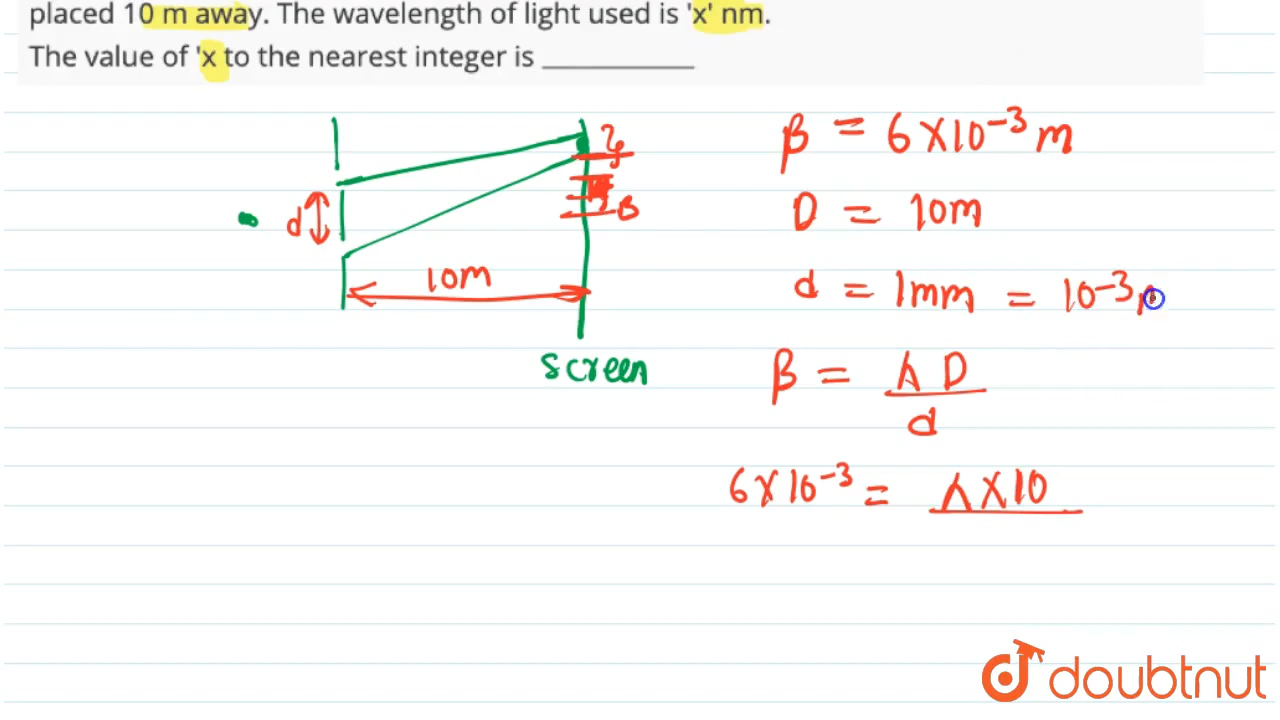 placed 10 m away. The wavelength of light used is 'x' nm.
The value of 'x to the nearest integer is ____________
d
10m
B
screen
β = 6×10⁻³ m
D = 10m
d = 1mm = 10⁻³
β = λ D
d
6×10⁻³ = λ×10
doubtnut